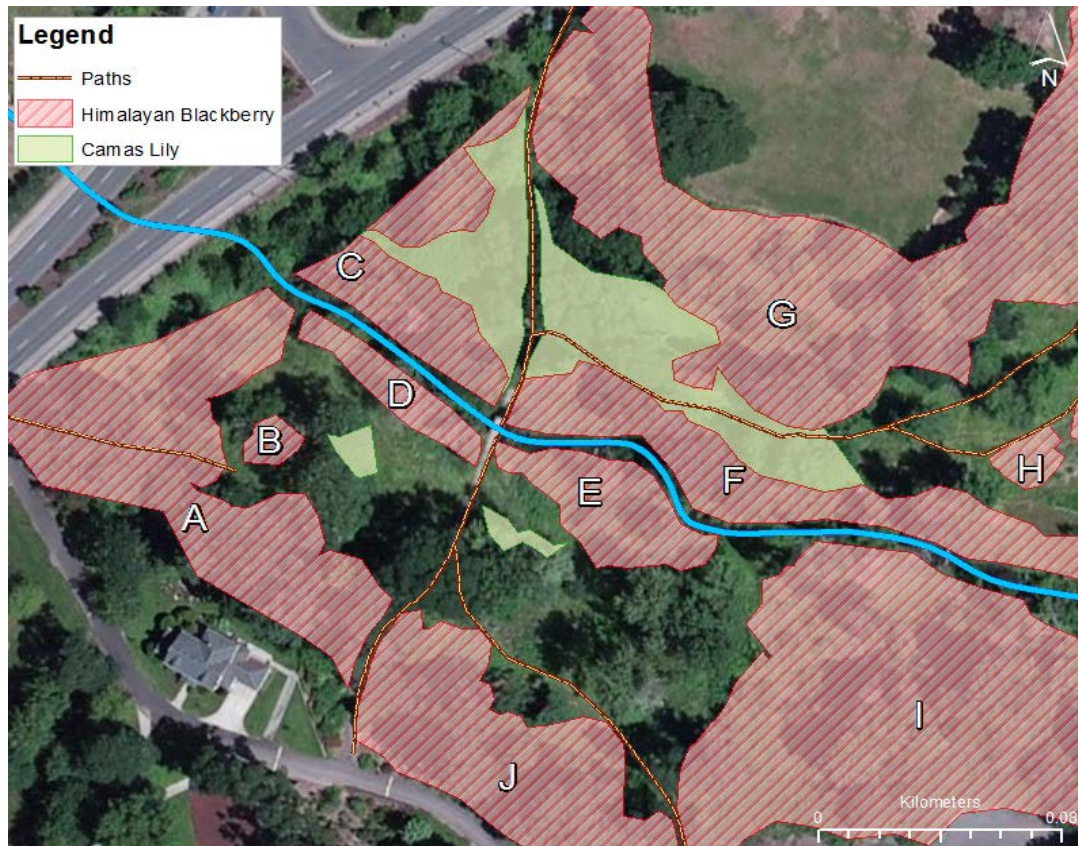 Legend
Paths
Himalayan Blackberry
Camas Lily
N
C
G
D
B
H
F
E
A
I
J
Kilometers
0 0.08